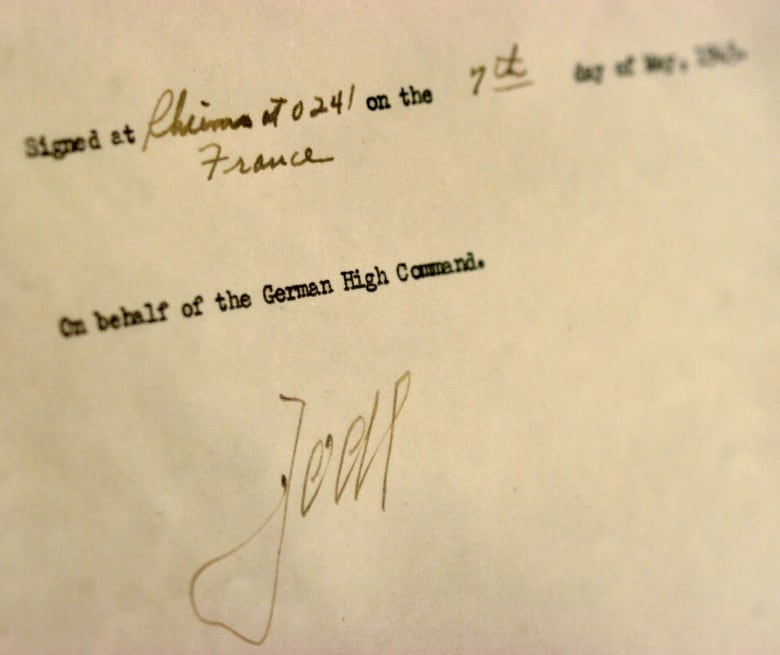 Signed at Rheims at 0241 on the 7th day of May, 1945.
France
On behalf of the German High Command.
Jodl